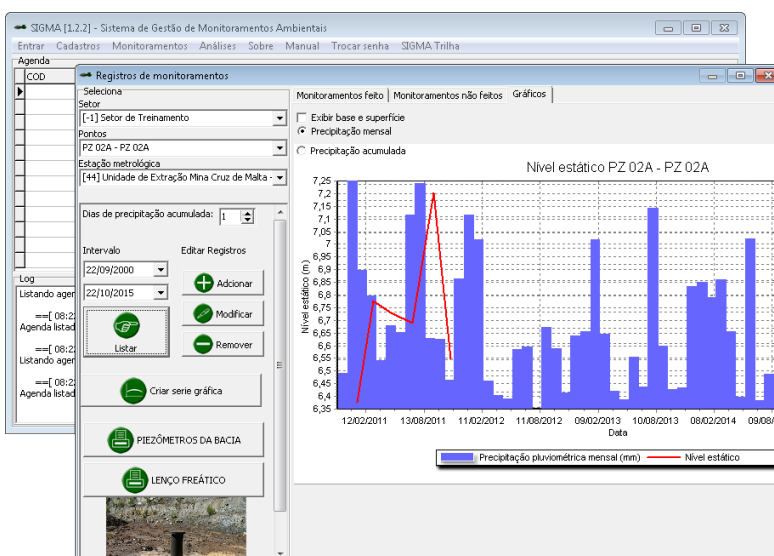 SIGMA [1.2.2] - Sistema de Gestão de Monitoramentos Ambientais
Entrar Cadastros Monitoramentos Análises Sobre Manual Trocar senha SIGMA Trilha
Agenda
COD
Log
Listando agen
==[ 08:2
Agenda listad
==[ 08:2
Listando agen
==[ 08:2
Agenda listad
Registros de monitoramentos
Seleciona
Setor
[-1] Setor de Treinamento
Pontos
PZ 02A - PZ 02A
Estação metrológica
[44] Unidade de Extração Mina Cruz de Malta -
Dias de precipitação acumulada: 1
Intervalo
Editar Registros
22/09/2000
22/10/2015
Adicionar
Modificar
Remover
Listar
Criar serie gráfica
PIEZÔMETROS DA BACIA
LENÇO FREÁTICO
Monitoramentos feito
Monitoramentos não feitos
Gráficos
Exibir base e superfície
Precipitação mensal
Precipitação acumulada
Nível estático PZ 02A - PZ 02A
Nível estático (m)
7,25
7,2
7,15
7,1
7,05
7
6,95
6,9
6,85
6,8
6,75
6,7
6,65
6,6
6,55
6,5
6,45
6,4
6,35
12/02/2011 13/08/2011 11/02/2012 11/08/2012 09/02/2013 10/08/2013 08/02/2014 09/08/
Data
Precipitação pluviométrica mensal (mm) Nível estático